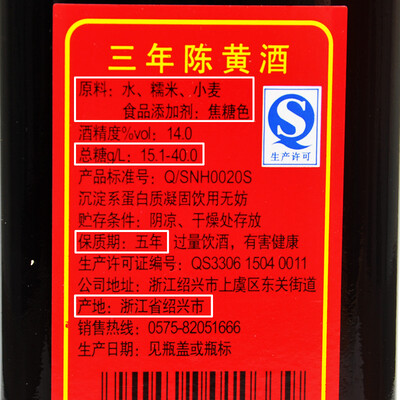 三年陈黄酒
原料：水、糯米、小麦
食品添加剂：焦糖色
酒精度%vol：14.0
总糖g/L：15.1-40.0
产品标准号：Q/SNH0020S
沉淀系蛋白质凝固饮用无妨
贮存条件：阴凉、干燥处存放
保质期：五年 过量饮酒，有害健康
生产许可证编号：QS3306 1504 0011
公司地址：浙江绍兴市上虞区东关街道
产地：浙江省绍兴市
销售热线：0575-82051666
生产日期：见瓶盖或瓶标
生产许可